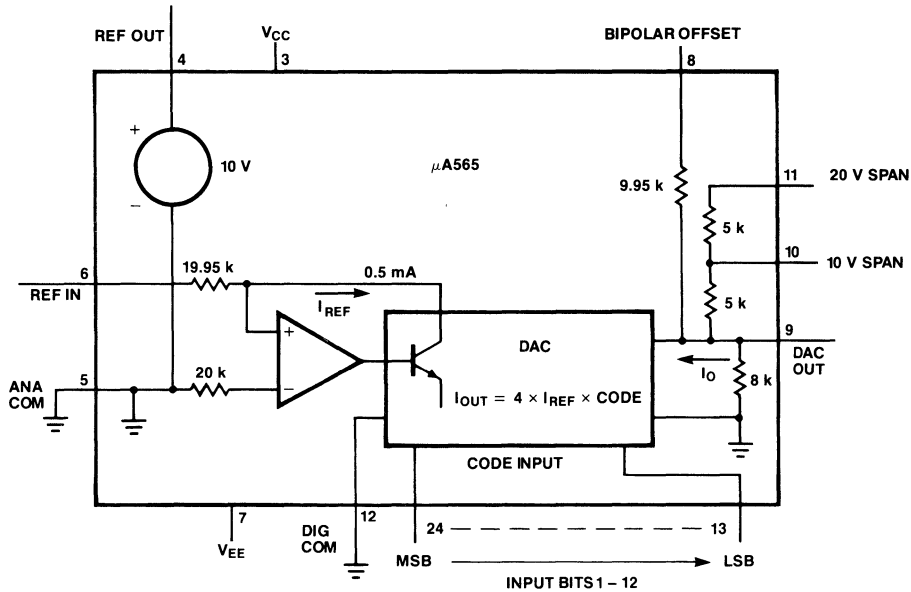 REF OUT
4
VCC
3
BIPOLAR OFFSET
8
+
10 V
−
µA565
9.95 k
11
20 V SPAN
5 k
10
10 V SPAN
5 k
6
REF IN
19.95 k
0.5 mA
IREF
+
−
DAC
9
DAC
OUT
IO
8 k
5
ANA
COM
20 k
IOUT = 4 × IREF × CODE
CODE INPUT
7
VEE
DIG
COM
12
24 — — — — — — — 13
MSB
LSB
INPUT BITS 1 – 12